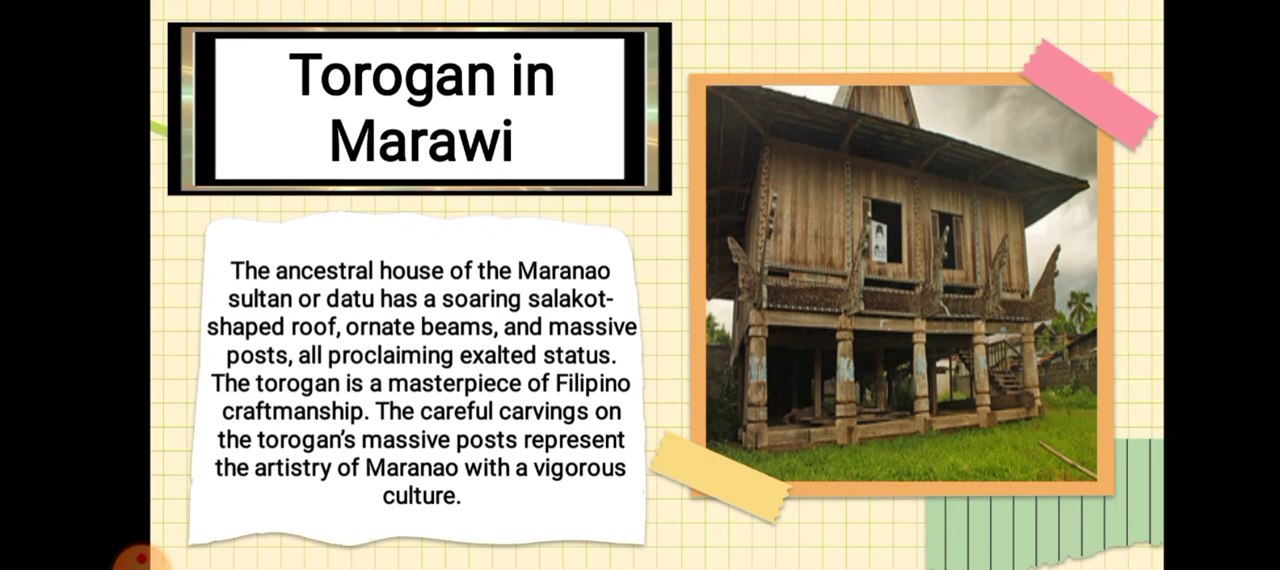 Torogan in
Marawi
The ancestral house of the Maranao
sultan or datu has a soaring salakot-
shaped roof, ornate beams, and massive
posts, all proclaiming exalted status.
The torogan is a masterpiece of Filipino
craftmanship. The careful carvings on
the torogan's massive posts represent
the artistry of Maranao with a vigorous
culture.